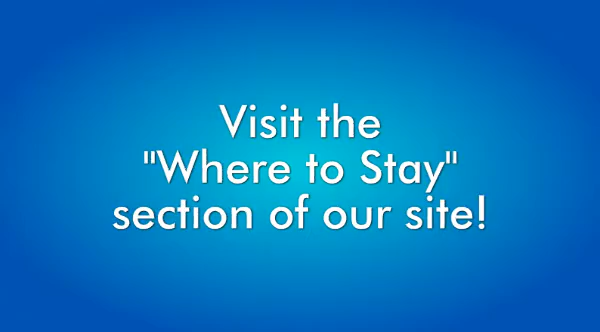 Visit the
"Where to Stay"
section of our site!